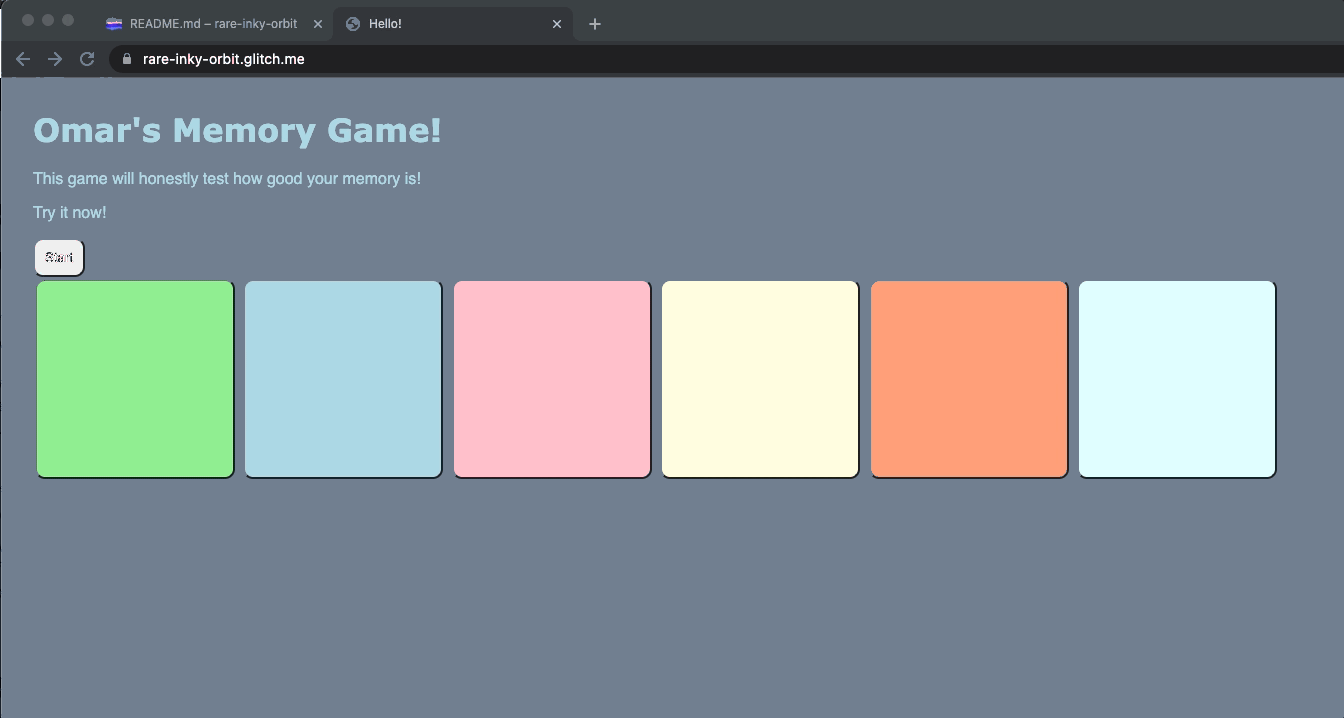 README.md – rare-inky-orbit
Hello!
rare-inky-orbit.glitch.me
Omar's Memory Game!
This game will honestly test how good your memory is!
Try it now!
Start